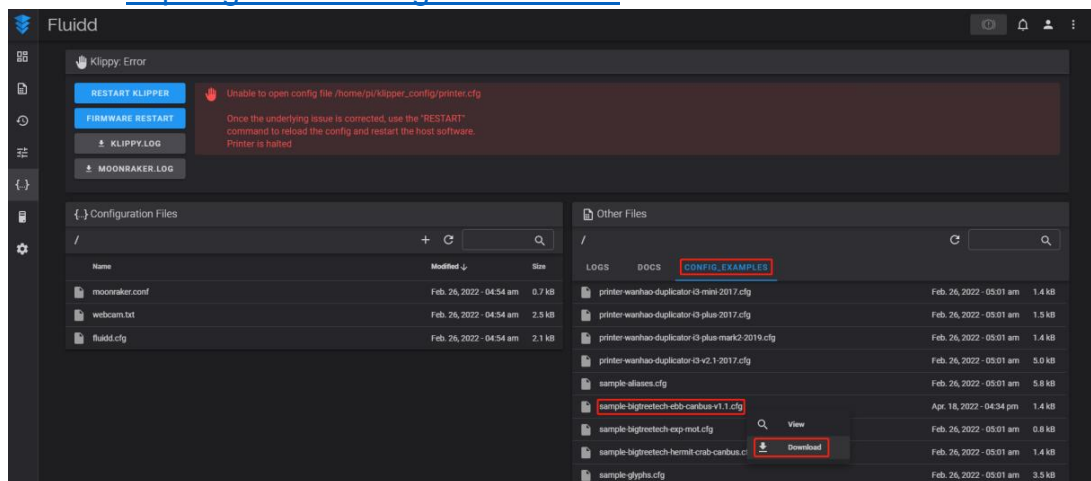 Fluidd
Klippy: Error
RESTART KLIPPER
FIRMWARE RESTART
KLIPPY.LOG
MOONRAKER.LOG
Unable to open config file /home/pi/klipper_config/printer.cfg
Once the underlying issue is corrected, use the "RESTART"
command to reload the config and restart the host software.
Printer is halted
{..} Configuration Files
/
Name Modified Size
moonraker.conf Feb. 26, 2022 - 04:54 am 0.7 kB
webcam.txt Feb. 26, 2022 - 04:54 am 2.5 kB
fluidd.cfg Feb. 26, 2022 - 04:54 am 2.1 kB
Other Files
/
LOGS DOCS CONFIG_EXAMPLES
printer-wanhao-duplicator-i3-mini-2017.cfg Feb. 26, 2022 - 05:01 am 1.4 kB
printer-wanhao-duplicator-i3-plus-2017.cfg Feb. 26, 2022 - 05:01 am 1.5 kB
printer-wanhao-duplicator-i3-plus-mark2-2019.cfg Feb. 26, 2022 - 05:01 am 1.4 kB
printer-wanhao-duplicator-i3-v2.1-2017.cfg Feb. 26, 2022 - 05:01 am 5.0 kB
sample-aliases.cfg Feb. 26, 2022 - 05:01 am 5.8 kB
sample-bigtreetech-ebb-canbus-v1.1.cfg Apr. 18, 2022 - 04:34 pm 1.4 kB
sample-bigtreetech-exp-mot.cfg Feb. 26, 2022 - 05:01 am 0.8 kB
sample-bigtreetech-hermit-crab-canbus.c Feb. 26, 2022 - 05:01 am 1.4 kB
sample-glyphs.cfg Feb. 26, 2022 - 05:01 am 3.5 kB
View
Download